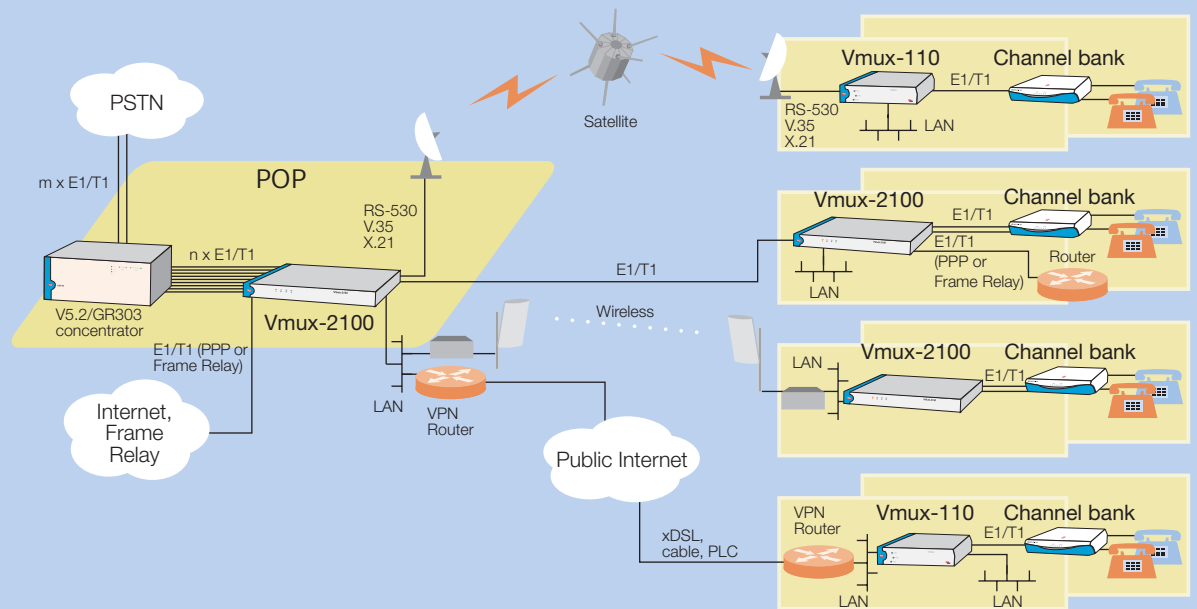 PSTN
m x E1/T1
POP
n x E1/T1
V5.2/GR303
concentrator
Vmux-2100
RS-530
V.35
X.21
E1/T1 (PPP or
Frame Relay)
Internet,
Frame
Relay
LAN
VPN
Router
Satellite
E1/T1
Wireless
Public Internet
xDSL,
cable, PLC
Vmux-110
Channel bank
E1/T1
RS-530
V.35
X.21
LAN
Vmux-2100
Channel bank
E1/T1
E1/T1
(PPP or
Frame Relay)
Router
LAN
LAN
Vmux-2100
Channel bank
E1/T1
VPN
Router
Vmux-110
Channel bank
E1/T1
LAN
LAN